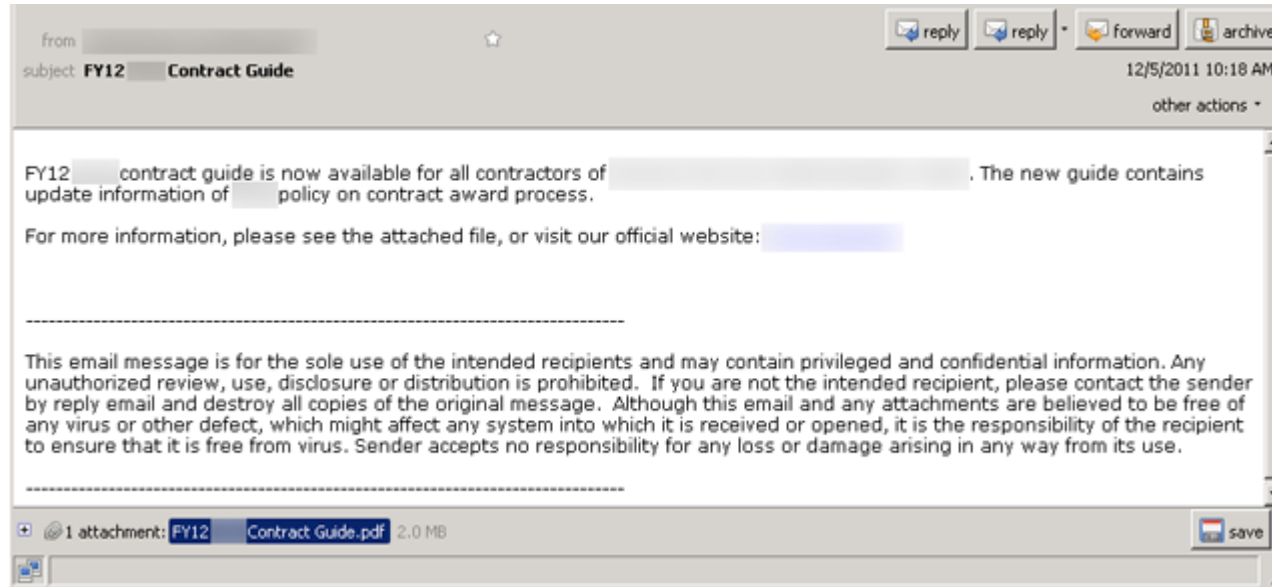 from
reply reply forward archive
subject FY12 Contract Guide
12/5/2011 10:18 AM
other actions
FY12 contract guide is now available for all contractors of . The new guide contains
update information of policy on contract award process.
For more information, please see the attached file, or visit our official website:
--------------------------------------------------------------------------------
This email message is for the sole use of the intended recipients and may contain privileged and confidential information. Any
unauthorized review, use, disclosure or distribution is prohibited. If you are not the intended recipient, please contact the sender
by reply email and destroy all copies of the original message. Although this email and any attachments are believed to be free of
any virus or other defect, which might affect any system into which it is received or opened, it is the responsibility of the recipient
to ensure that it is free from virus. Sender accepts no responsibility for any loss or damage arising in any way from its use.
--------------------------------------------------------------------------------
1 attachment: FY12 Contract Guide.pdf 2.0 MB
save